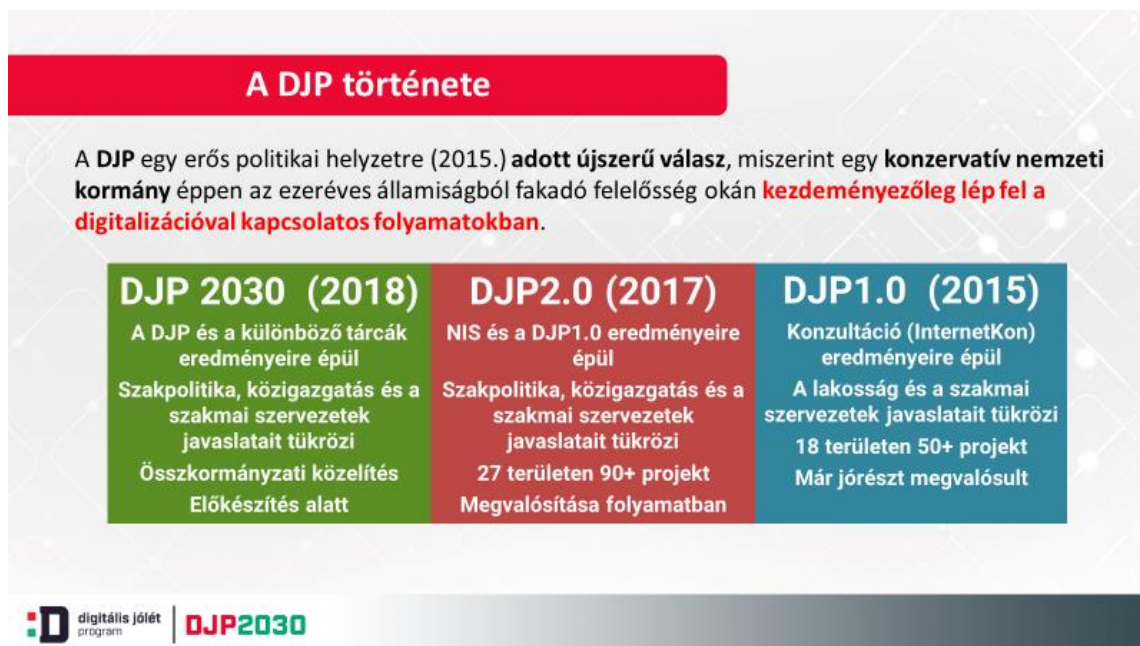 A DJP története
A DJP egy erős politikai helyzetre (2015.) adott újszerű válasz, miszerint egy konzervatív nemzeti
kormány éppen az ezeréves államiságból fakadó felelősség okán kezdeményezőleg lép fel a
digitalizációval kapcsolatos folyamatokban.
DJP 2030 (2018)
A DJP és a különböző tárcák
eredményeire épül
Szakpolitika, közigazgatás és a
szakmai szervezetek
javaslatait tükrözi
Összkormányzati közelítés
Előkészítés alatt
DJP2.0 (2017)
NIS és a DJP1.0 eredményeire
épül
Szakpolitika, közigazgatás és a
szakmai szervezetek
javaslatait tükrözi
27 területen 90+ projekt
Megvalósítása folyamatban
DJP1.0 (2015)
Konzultáció (InternetKon)
eredményeire épül
A lakosság és a szakmai
szervezetek javaslatait tükrözi
18 területen 50+ projekt
Már jórészt megvalósult
digitális jólét
program
DJP2030